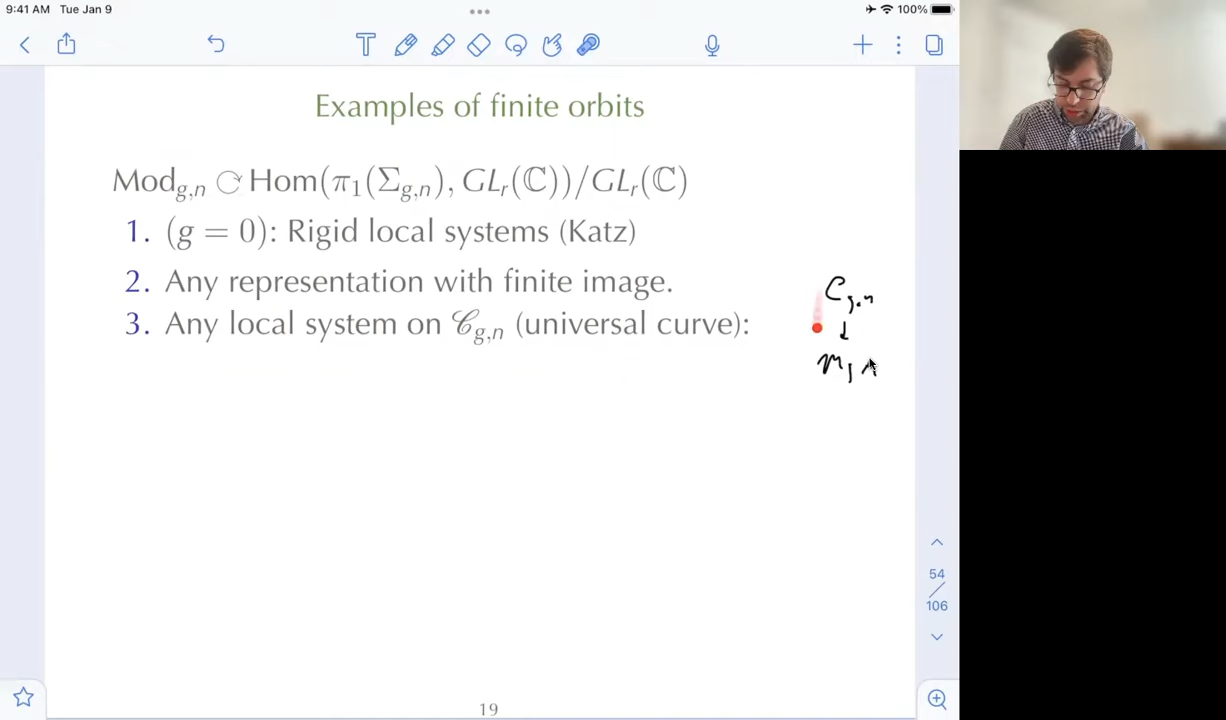 9:41 AM Tue Jan 9
100%
Examples of finite orbits
Mod_{g,n} ⟳ Hom(π₁(Σ_{g,n}), GL_r(ℂ))/GL_r(ℂ)
1. (g = 0): Rigid local systems (Katz)
2. Any representation with finite image.
3. Any local system on 𝒞_{g,n} (universal curve):
C_{g,n}
↓
54
106
19